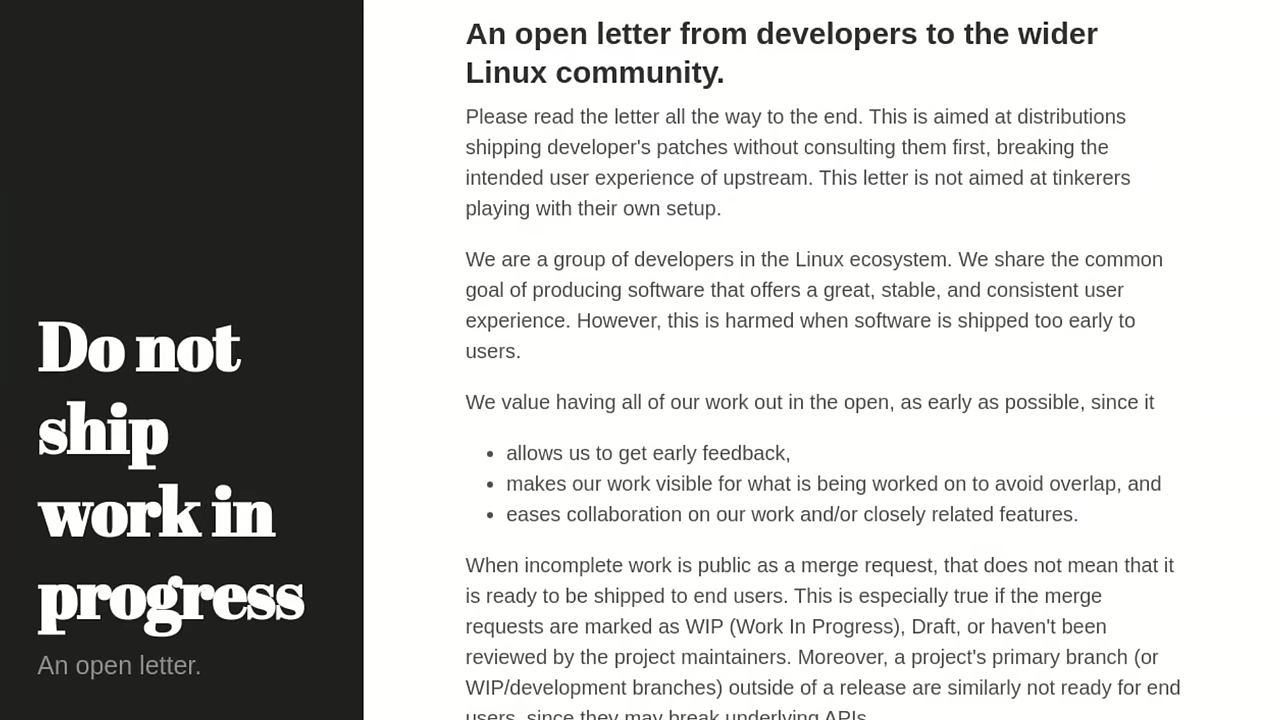 Do not
ship
work in
progress
An open letter.
An open letter from developers to the wider
Linux community.
Please read the letter all the way to the end. This is aimed at distributions
shipping developer's patches without consulting them first, breaking the
intended user experience of upstream. This letter is not aimed at tinkerers
playing with their own setup.
We are a group of developers in the Linux ecosystem. We share the common
goal of producing software that offers a great, stable, and consistent user
experience. However, this is harmed when software is shipped too early to
users.
We value having all of our work out in the open, as early as possible, since it
• allows us to get early feedback,
• makes our work visible for what is being worked on to avoid overlap, and
• eases collaboration on our work and/or closely related features.
When incomplete work is public as a merge request, that does not mean that it
is ready to be shipped to end users. This is especially true if the merge
requests are marked as WIP (Work In Progress), Draft, or haven't been
reviewed by the project maintainers. Moreover, a project's primary branch (or
WIP/development branches) outside of a release are similarly not ready for end
users, since they may break underlying APIs